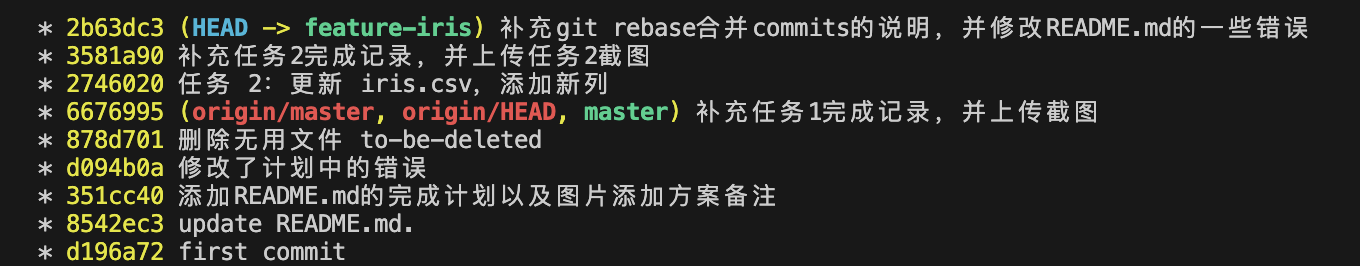 * 2b63dc3 (HEAD -> feature-iris) 补充git rebase合并commits的说明，并修改README.md的一些错误
* 3581a90 补充任务2完成记录，并上传任务2截图
* 2746020 任务 2：更新 iris.csv，添加新列
* 6676995 (origin/master, origin/HEAD, master) 补充任务1完成记录，并上传截图
* 878d701 删除无用文件 to-be-deleted
* d094b0a 修改了计划中的错误
* 351cc40 添加README.md的完成计划以及图片添加方案备注
* 8542ec3 update README.md.
* d196a72 first commit